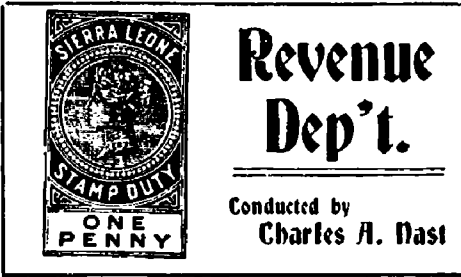 SIERRA LEONE
STAMP DUTY
ONE
PENNY
Revenue
Dep't.
Conducted by
Charles A. Nast